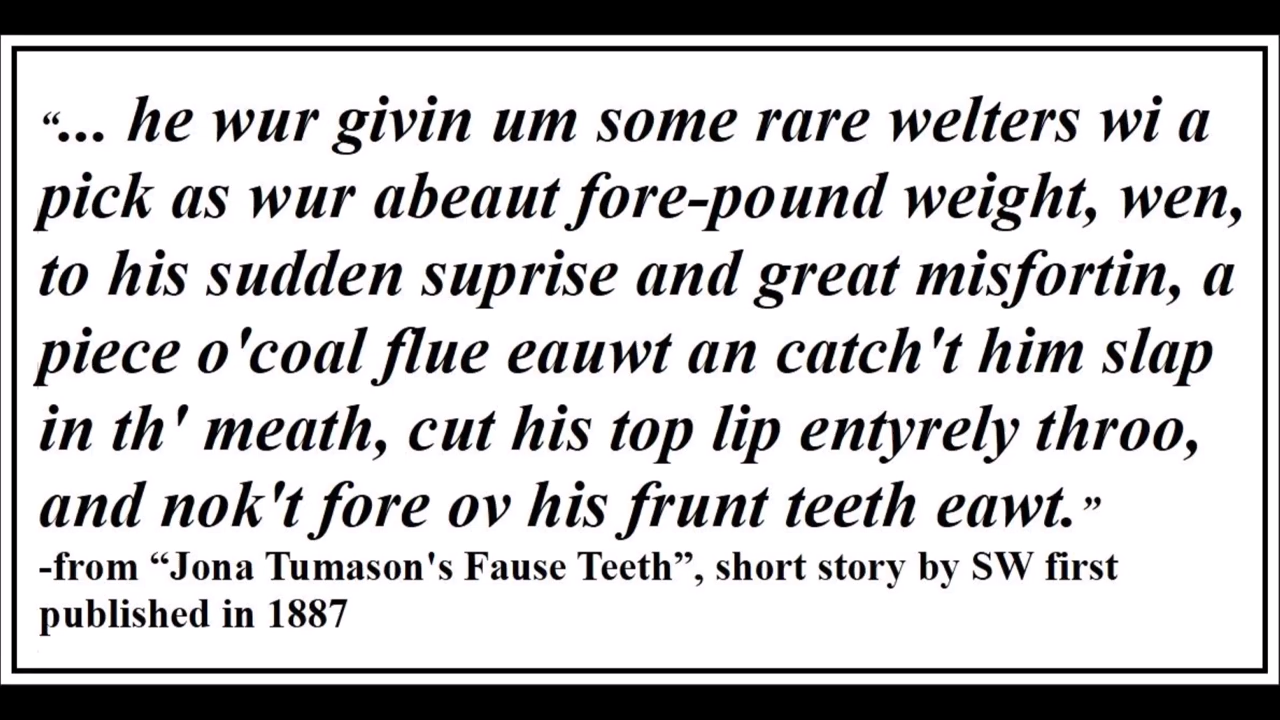 “... he wur givin um some rare welters wi a
pick as wur abeaut fore-pound weight, wen,
to his sudden suprise and great misfortin, a
piece o'coal flue eauwt an catch't him slap
in th' meath, cut his top lip entyrely throo,
and nok't fore ov his frunt teeth eawt.”
-from “Jona Tumason's Fause Teeth”, short story by SW first
published in 1887